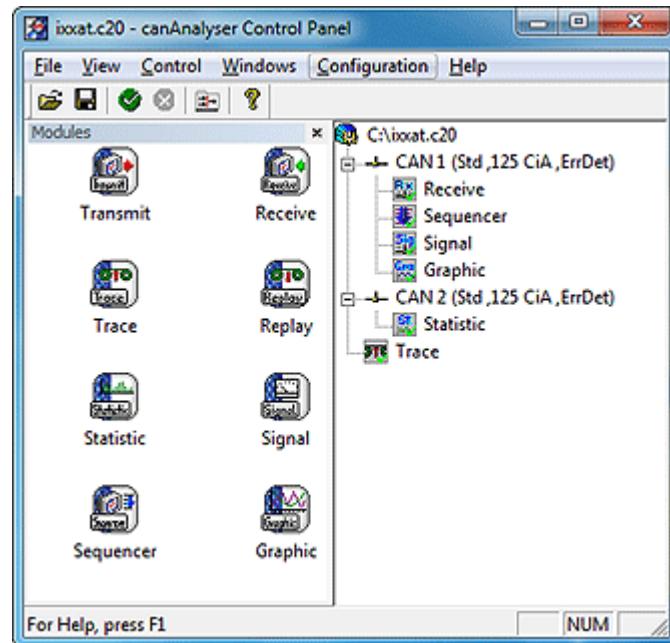 ixxat.c20 - canAnalyser Control Panel
File View Control Windows Configuration Help
Modules
Transmit
Receive
Trace
Replay
Statistic
Signal
Sequencer
Graphic
C:\ixxat.c20
CAN 1 (Std ,125 CiA ,ErrDet)
Receive
Sequencer
Signal
Graphic
CAN 2 (Std ,125 CiA ,ErrDet)
Statistic
Trace
For Help, press F1
NUM